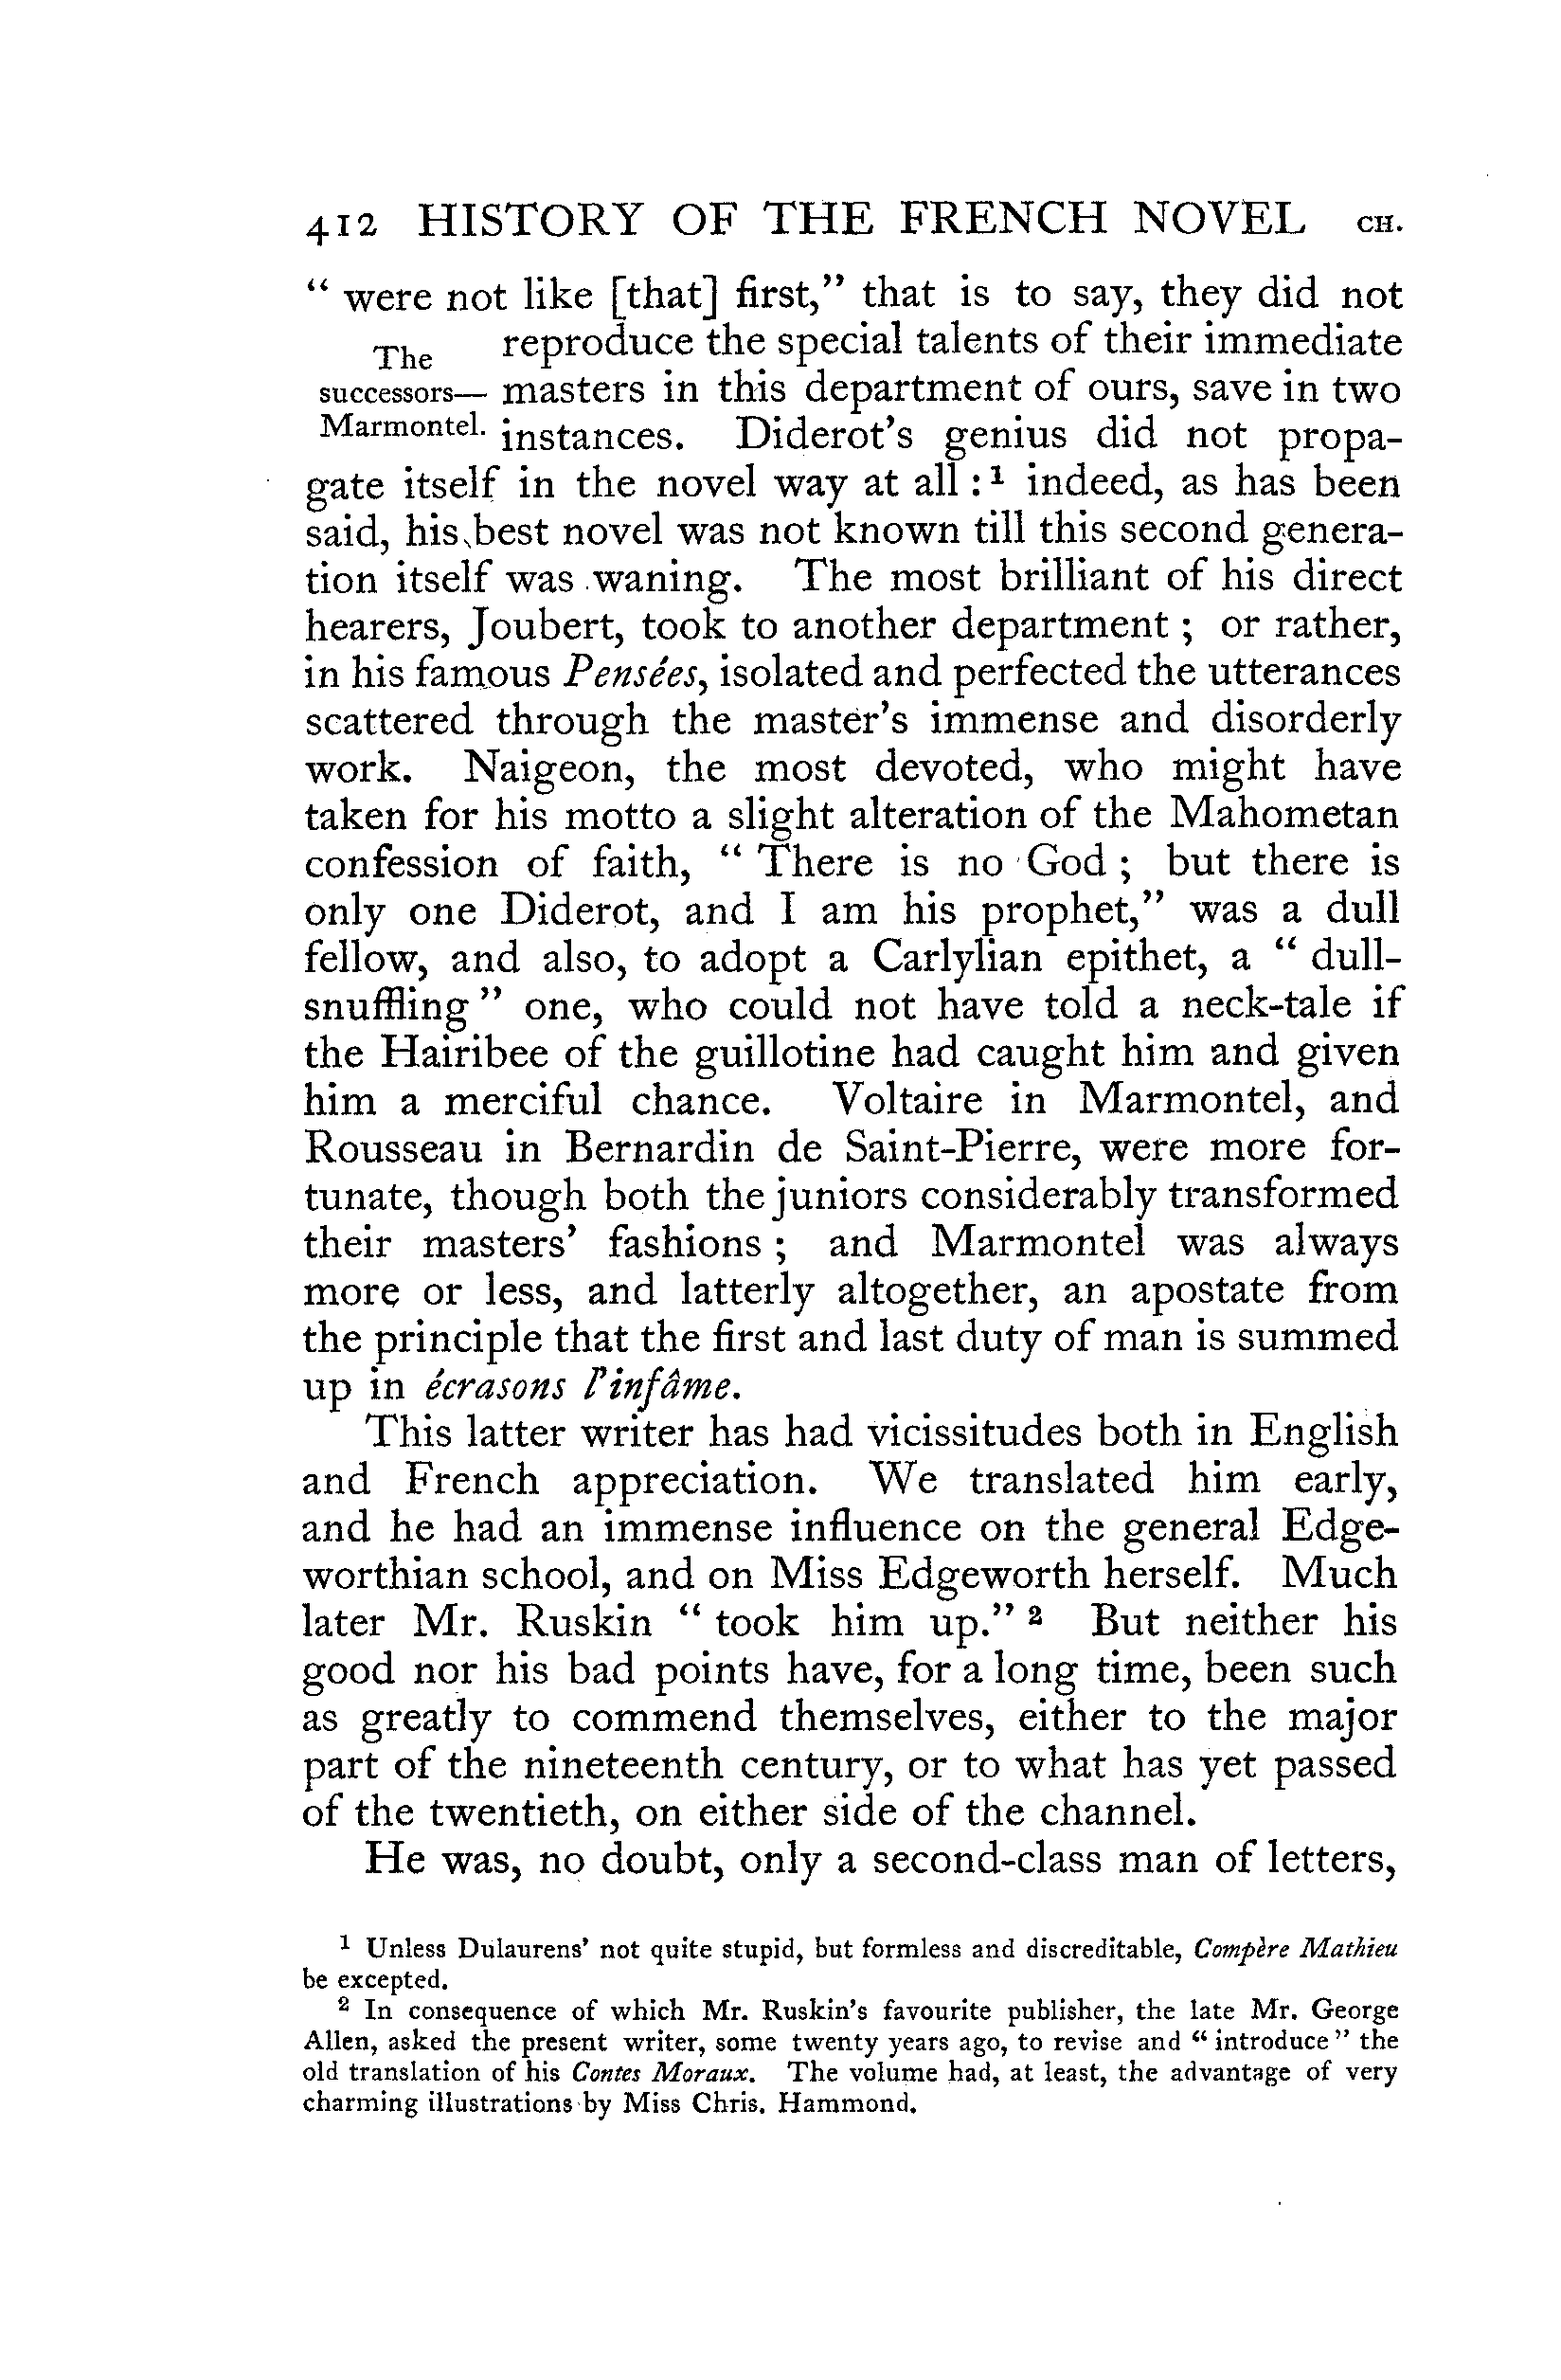 412 HISTORY OF THE FRENCH NOVEL CH.
“ were not like [that] first,” that is to say, they did not
The
successors—
Marmontel.
reproduce the special talents of their immediate
masters in this department of ours, save in two
instances. Diderot’s genius did not propa-
gate itself in the novel way at all :¹ indeed, as has been
said, his best novel was not known till this second genera-
tion itself was waning. The most brilliant of his direct
hearers, Joubert, took to another department ; or rather,
in his famous Pensées, isolated and perfected the utterances
scattered through the master’s immense and disorderly
work. Naigeon, the most devoted, who might have
taken for his motto a slight alteration of the Mahometan
confession of faith, “ There is no God ; but there is
only one Diderot, and I am his prophet,” was a dull
fellow, and also, to adopt a Carlylian epithet, a “ dull-
snuffling ” one, who could not have told a neck-tale if
the Hairibee of the guillotine had caught him and given
him a merciful chance. Voltaire in Marmontel, and
Rousseau in Bernardin de Saint-Pierre, were more for-
tunate, though both the juniors considerably transformed
their masters’ fashions ; and Marmontel was always
more or less, and latterly altogether, an apostate from
the principle that the first and last duty of man is summed
up in écrasons l’infâme.
This latter writer has had vicissitudes both in English
and French appreciation. We translated him early,
and he had an immense influence on the general Edge-
worthian school, and on Miss Edgeworth herself. Much
later Mr. Ruskin “ took him up.” ² But neither his
good nor his bad points have, for a long time, been such
as greatly to commend themselves, either to the major
part of the nineteenth century, or to what has yet passed
of the twentieth, on either side of the channel.
He was, no doubt, only a second-class man of letters,
¹ Unless Dulaurens’ not quite stupid, but formless and discreditable, Compère Mathieu
be excepted.
² In consequence of which Mr. Ruskin’s favourite publisher, the late Mr. George
Allen, asked the present writer, some twenty years ago, to revise and “ introduce ” the
old translation of his Contes Moraux. The volume had, at least, the advantage of very
charming illustrations by Miss Chris. Hammond.